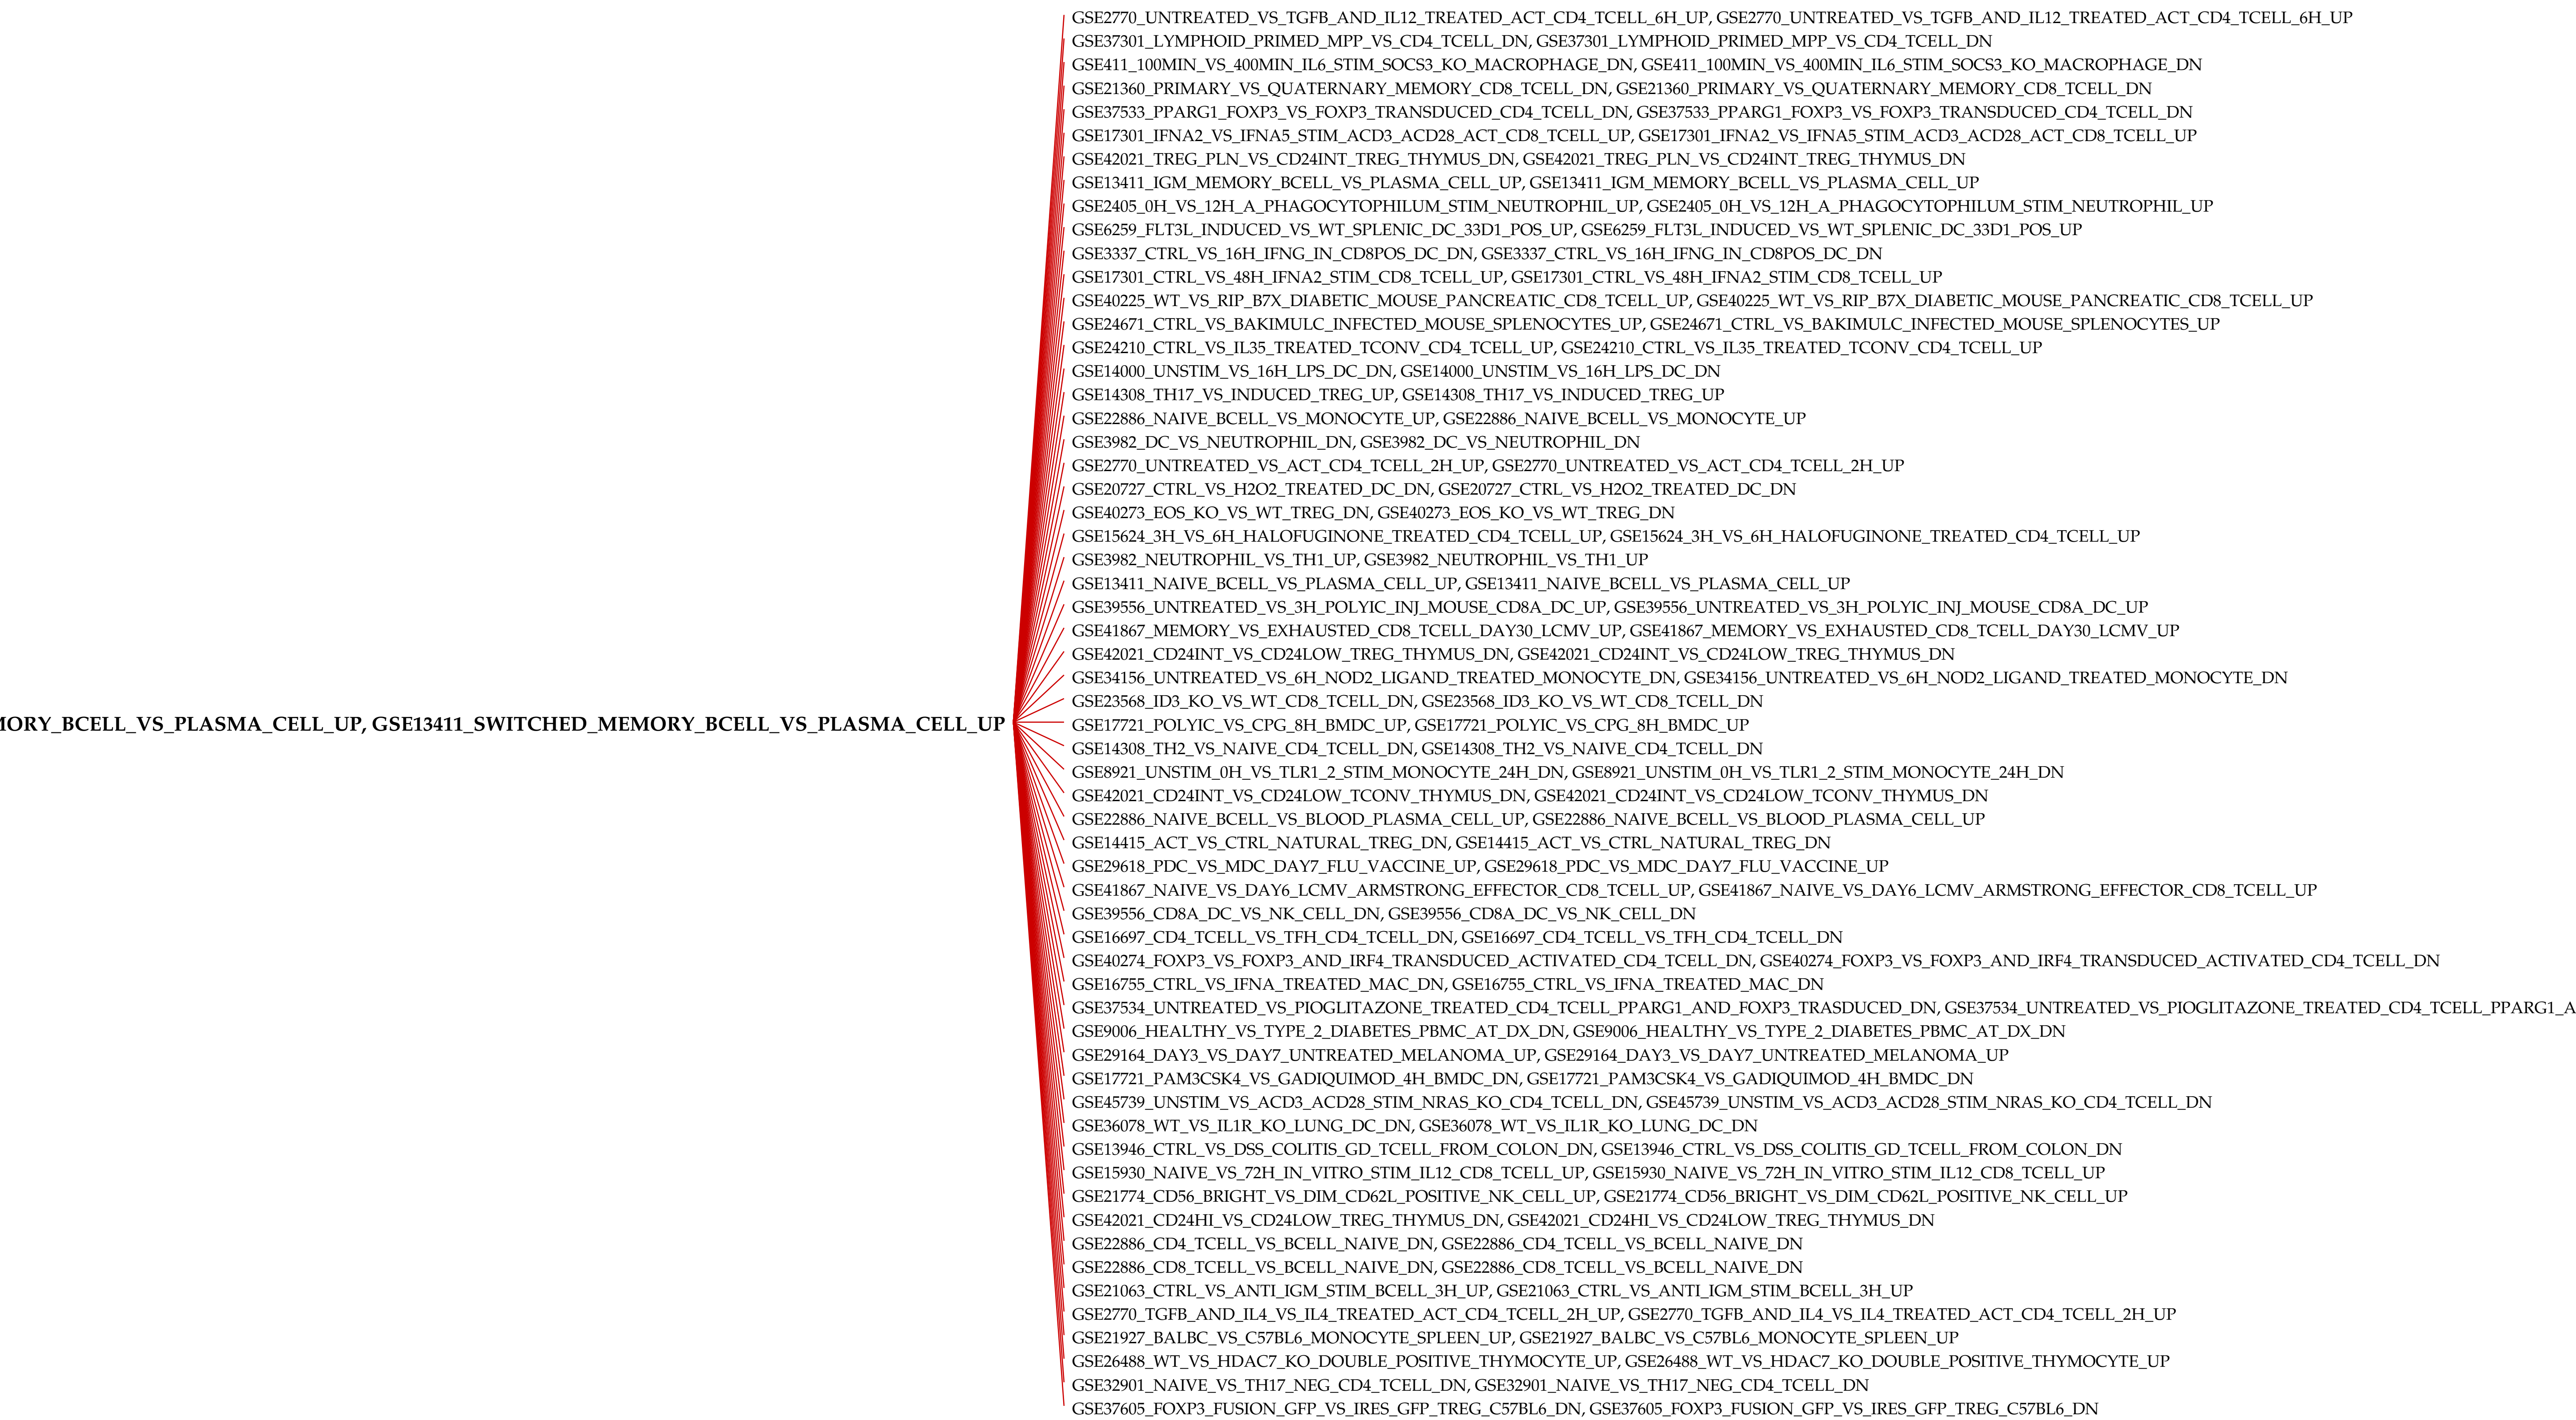 GSE2770_UNTREATED_VS_TGFB_AND_IL12_TREATED_ACT_CD4_TCELL_6H_UP, GSE2770_UNTREATED_VS_TGFB_AND_IL12_TREATED_ACT_CD4_TCELL_6H_UP
GSE37301_LYMPHOID_PRIMED_MPP_VS_CD4_TCELL_DN, GSE37301_LYMPHOID_PRIMED_MPP_VS_CD4_TCELL_DN
GSE411_100MIN_VS_400MIN_IL6_STIM_SOCS3_KO_MACROPHAGE_DN, GSE411_100MIN_VS_400MIN_IL6_STIM_SOCS3_KO_MACROPHAGE_DN
GSE21360_PRIMARY_VS_QUATERNARY_MEMORY_CD8_TCELL_DN, GSE21360_PRIMARY_VS_QUATERNARY_MEMORY_CD8_TCELL_DN
GSE37533_PPARG1_FOXP3_VS_FOXP3_TRANSDUCED_CD4_TCELL_DN, GSE37533_PPARG1_FOXP3_VS_FOXP3_TRANSDUCED_CD4_TCELL_DN
GSE17301_IFNA2_VS_IFNA5_STIM_ACD3_ACD28_ACT_CD8_TCELL_UP, GSE17301_IFNA2_VS_IFNA5_STIM_ACD3_ACD28_ACT_CD8_TCELL_UP
GSE42021_TREG_PLN_VS_CD24INT_TREG_THYMUS_DN, GSE42021_TREG_PLN_VS_CD24INT_TREG_THYMUS_DN
GSE13411_IGM_MEMORY_BCELL_VS_PLASMA_CELL_UP, GSE13411_IGM_MEMORY_BCELL_VS_PLASMA_CELL_UP
GSE2405_0H_VS_12H_A_PHAGOCYTOPHILUM_STIM_NEUTROPHIL_UP, GSE2405_0H_VS_12H_A_PHAGOCYTOPHILUM_STIM_NEUTROPHIL_UP
GSE6259_FLT3L_INDUCED_VS_WT_SPLENIC_DC_33D1_POS_UP, GSE6259_FLT3L_INDUCED_VS_WT_SPLENIC_DC_33D1_POS_UP
GSE3337_CTRL_VS_16H_IFNG_IN_CD8POS_DC_DN, GSE3337_CTRL_VS_16H_IFNG_IN_CD8POS_DC_DN
GSE17301_CTRL_VS_48H_IFNA2_STIM_CD8_TCELL_UP, GSE17301_CTRL_VS_48H_IFNA2_STIM_CD8_TCELL_UP
GSE40225_WT_VS_RIP_B7X_DIABETIC_MOUSE_PANCREATIC_CD8_TCELL_UP, GSE40225_WT_VS_RIP_B7X_DIABETIC_MOUSE_PANCREATIC_CD8_TCELL_UP
GSE24671_CTRL_VS_BAKIMULC_INFECTED_MOUSE_SPLENOCYTES_UP, GSE24671_CTRL_VS_BAKIMULC_INFECTED_MOUSE_SPLENOCYTES_UP
GSE24210_CTRL_VS_IL35_TREATED_TCONV_CD4_TCELL_UP, GSE24210_CTRL_VS_IL35_TREATED_TCONV_CD4_TCELL_UP
GSE14000_UNSTIM_VS_16H_LPS_DC_DN, GSE14000_UNSTIM_VS_16H_LPS_DC_DN
GSE14308_TH17_VS_INDUCED_TREG_UP, GSE14308_TH17_VS_INDUCED_TREG_UP
GSE22886_NAIVE_BCELL_VS_MONOCYTE_UP, GSE22886_NAIVE_BCELL_VS_MONOCYTE_UP
GSE3982_DC_VS_NEUTROPHIL_DN, GSE3982_DC_VS_NEUTROPHIL_DN
GSE2770_UNTREATED_VS_ACT_CD4_TCELL_2H_UP, GSE2770_UNTREATED_VS_ACT_CD4_TCELL_2H_UP
GSE20727_CTRL_VS_H2O2_TREATED_DC_DN, GSE20727_CTRL_VS_H2O2_TREATED_DC_DN
GSE40273_EOS_KO_VS_WT_TREG_DN, GSE40273_EOS_KO_VS_WT_TREG_DN
GSE15624_3H_VS_6H_HALOFUGINONE_TREATED_CD4_TCELL_UP, GSE15624_3H_VS_6H_HALOFUGINONE_TREATED_CD4_TCELL_UP
GSE3982_NEUTROPHIL_VS_TH1_UP, GSE3982_NEUTROPHIL_VS_TH1_UP
GSE13411_NAIVE_BCELL_VS_PLASMA_CELL_UP, GSE13411_NAIVE_BCELL_VS_PLASMA_CELL_UP
GSE39556_UNTREATED_VS_3H_POLYIC_INJ_MOUSE_CD8A_DC_UP, GSE39556_UNTREATED_VS_3H_POLYIC_INJ_MOUSE_CD8A_DC_UP
GSE41867_MEMORY_VS_EXHAUSTED_CD8_TCELL_DAY30_LCMV_UP, GSE41867_MEMORY_VS_EXHAUSTED_CD8_TCELL_DAY30_LCMV_UP
GSE42021_CD24INT_VS_CD24LOW_TREG_THYMUS_DN, GSE42021_CD24INT_VS_CD24LOW_TREG_THYMUS_DN
GSE34156_UNTREATED_VS_6H_NOD2_LIGAND_TREATED_MONOCYTE_DN, GSE34156_UNTREATED_VS_6H_NOD2_LIGAND_TREATED_MONOCYTE_DN
GSE23568_ID3_KO_VS_WT_CD8_TCELL_DN, GSE23568_ID3_KO_VS_WT_CD8_TCELL_DN
MORY_BCELL_VS_PLASMA_CELL_UP, GSE13411_SWITCHED_MEMORY_BCELL_VS_PLASMA_CELL_UP
GSE17721_POLYIC_VS_CPG_8H_BMDC_UP, GSE17721_POLYIC_VS_CPG_8H_BMDC_UP
GSE14308_TH2_VS_NAIVE_CD4_TCELL_DN, GSE14308_TH2_VS_NAIVE_CD4_TCELL_DN
GSE8921_UNSTIM_0H_VS_TLR1_2_STIM_MONOCYTE_24H_DN, GSE8921_UNSTIM_0H_VS_TLR1_2_STIM_MONOCYTE_24H_DN
GSE42021_CD24INT_VS_CD24LOW_TCONV_THYMUS_DN, GSE42021_CD24INT_VS_CD24LOW_TCONV_THYMUS_DN
GSE22886_NAIVE_BCELL_VS_BLOOD_PLASMA_CELL_UP, GSE22886_NAIVE_BCELL_VS_BLOOD_PLASMA_CELL_UP
GSE14415_ACT_VS_CTRL_NATURAL_TREG_DN, GSE14415_ACT_VS_CTRL_NATURAL_TREG_DN
GSE29618_PDC_VS_MDC_DAY7_FLU_VACCINE_UP, GSE29618_PDC_VS_MDC_DAY7_FLU_VACCINE_UP
GSE41867_NAIVE_VS_DAY6_LCMV_ARMSTRONG_EFFECTOR_CD8_TCELL_UP, GSE41867_NAIVE_VS_DAY6_LCMV_ARMSTRONG_EFFECTOR_CD8_TCELL_UP
GSE39556_CD8A_DC_VS_NK_CELL_DN, GSE39556_CD8A_DC_VS_NK_CELL_DN
GSE16697_CD4_TCELL_VS_TFH_CD4_TCELL_DN, GSE16697_CD4_TCELL_VS_TFH_CD4_TCELL_DN
GSE40274_FOXP3_VS_FOXP3_AND_IRF4_TRANSDUCED_ACTIVATED_CD4_TCELL_DN, GSE40274_FOXP3_VS_FOXP3_AND_IRF4_TRANSDUCED_ACTIVATED_CD4_TCELL_DN
GSE16755_CTRL_VS_IFNA_TREATED_MAC_DN, GSE16755_CTRL_VS_IFNA_TREATED_MAC_DN
GSE37534_UNTREATED_VS_PIOGLITAZONE_TREATED_CD4_TCELL_PPARG1_AND_FOXP3_TRASDUCED_DN, GSE37534_UNTREATED_VS_PIOGLITAZONE_TREATED_CD4_TCELL_PPARG1_A
GSE9006_HEALTHY_VS_TYPE_2_DIABETES_PBMC_AT_DX_DN, GSE9006_HEALTHY_VS_TYPE_2_DIABETES_PBMC_AT_DX_DN
GSE29164_DAY3_VS_DAY7_UNTREATED_MELANOMA_UP, GSE29164_DAY3_VS_DAY7_UNTREATED_MELANOMA_UP
GSE17721_PAM3CSK4_VS_GADIQUIMOD_4H_BMDC_DN, GSE17721_PAM3CSK4_VS_GADIQUIMOD_4H_BMDC_DN
GSE45739_UNSTIM_VS_ACD3_ACD28_STIM_NRAS_KO_CD4_TCELL_DN, GSE45739_UNSTIM_VS_ACD3_ACD28_STIM_NRAS_KO_CD4_TCELL_DN
GSE36078_WT_VS_IL1R_KO_LUNG_DC_DN, GSE36078_WT_VS_IL1R_KO_LUNG_DC_DN
GSE13946_CTRL_VS_DSS_COLITIS_GD_TCELL_FROM_COLON_DN, GSE13946_CTRL_VS_DSS_COLITIS_GD_TCELL_FROM_COLON_DN
GSE15930_NAIVE_VS_72H_IN_VITRO_STIM_IL12_CD8_TCELL_UP, GSE15930_NAIVE_VS_72H_IN_VITRO_STIM_IL12_CD8_TCELL_UP
GSE21774_CD56_BRIGHT_VS_DIM_CD62L_POSITIVE_NK_CELL_UP, GSE21774_CD56_BRIGHT_VS_DIM_CD62L_POSITIVE_NK_CELL_UP
GSE42021_CD24HI_VS_CD24LOW_TREG_THYMUS_DN, GSE42021_CD24HI_VS_CD24LOW_TREG_THYMUS_DN
GSE22886_CD4_TCELL_VS_BCELL_NAIVE_DN, GSE22886_CD4_TCELL_VS_BCELL_NAIVE_DN
GSE22886_CD8_TCELL_VS_BCELL_NAIVE_DN, GSE22886_CD8_TCELL_VS_BCELL_NAIVE_DN
GSE21063_CTRL_VS_ANTI_IGM_STIM_BCELL_3H_UP, GSE21063_CTRL_VS_ANTI_IGM_STIM_BCELL_3H_UP
GSE2770_TGFB_AND_IL4_VS_IL4_TREATED_ACT_CD4_TCELL_2H_UP, GSE2770_TGFB_AND_IL4_VS_IL4_TREATED_ACT_CD4_TCELL_2H_UP
GSE21927_BALBC_VS_C57BL6_MONOCYTE_SPLEEN_UP, GSE21927_BALBC_VS_C57BL6_MONOCYTE_SPLEEN_UP
GSE26488_WT_VS_HDAC7_KO_DOUBLE_POSITIVE_THYMOCYTE_UP, GSE26488_WT_VS_HDAC7_KO_DOUBLE_POSITIVE_THYMOCYTE_UP
GSE32901_NAIVE_VS_TH17_NEG_CD4_TCELL_DN, GSE32901_NAIVE_VS_TH17_NEG_CD4_TCELL_DN
GSE37605_FOXP3_FUSION_GFP_VS_IRES_GFP_TREG_C57BL6_DN, GSE37605_FOXP3_FUSION_GFP_VS_IRES_GFP_TREG_C57BL6_DN